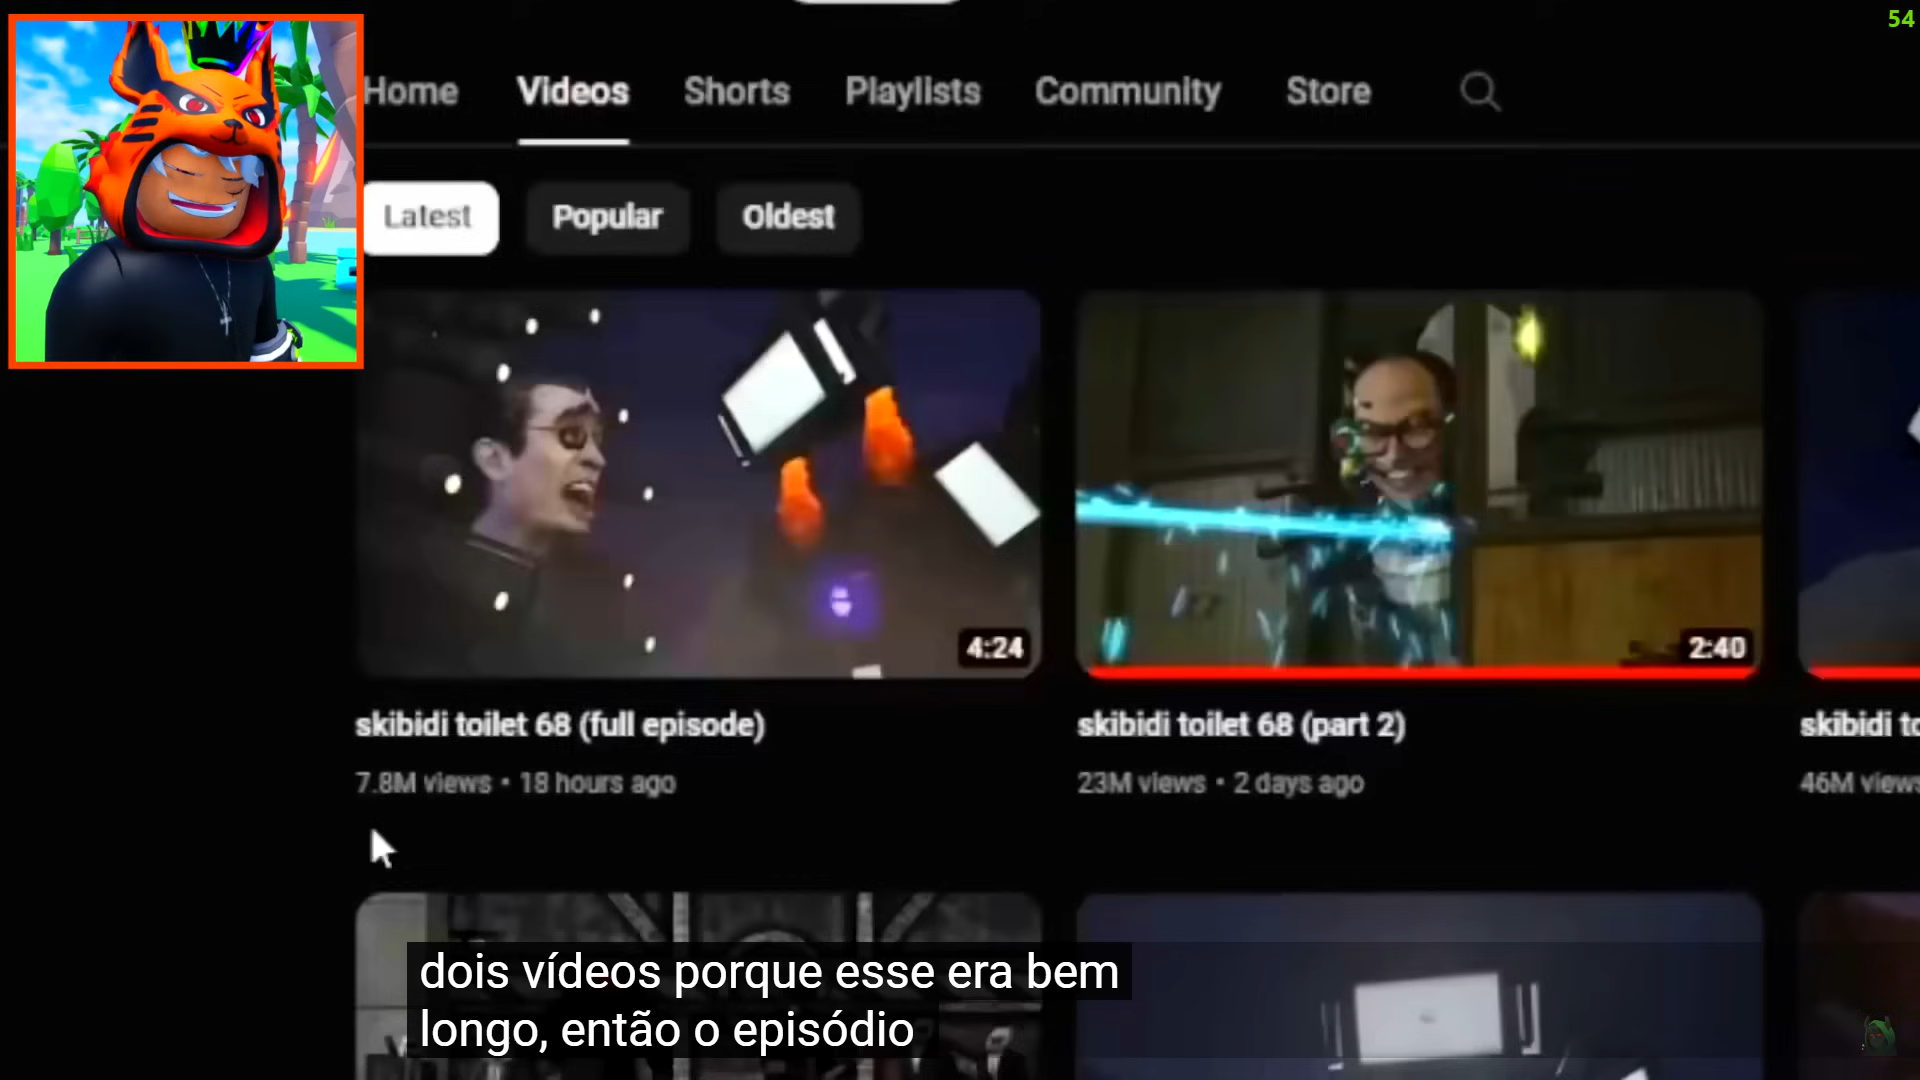 54
Home Videos Shorts Playlists Community Store
Latest Popular Oldest
4:24
2:40
skibidi toilet 68 (full episode)
7.8M views • 18 hours ago
skibidi toilet 68 (part 2)
23M views • 2 days ago
skibidi
46M views
dois vídeos porque esse era bem
longo, então o episódio